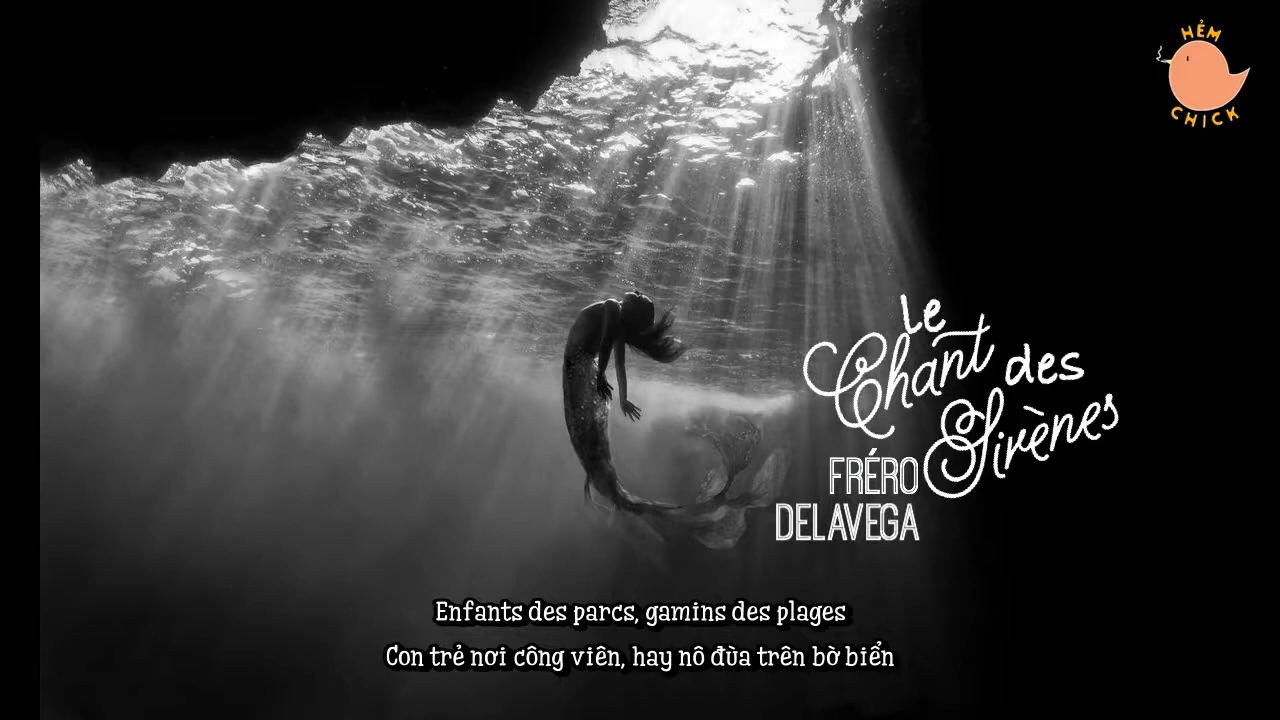 HẺM
CHICK
Le
Chant des
Sirènes
FRÉRO
DELAVEGA
Enfants des parcs, gamins des plages
Con trẻ nơi công viên, hay nô đùa trên bờ biển